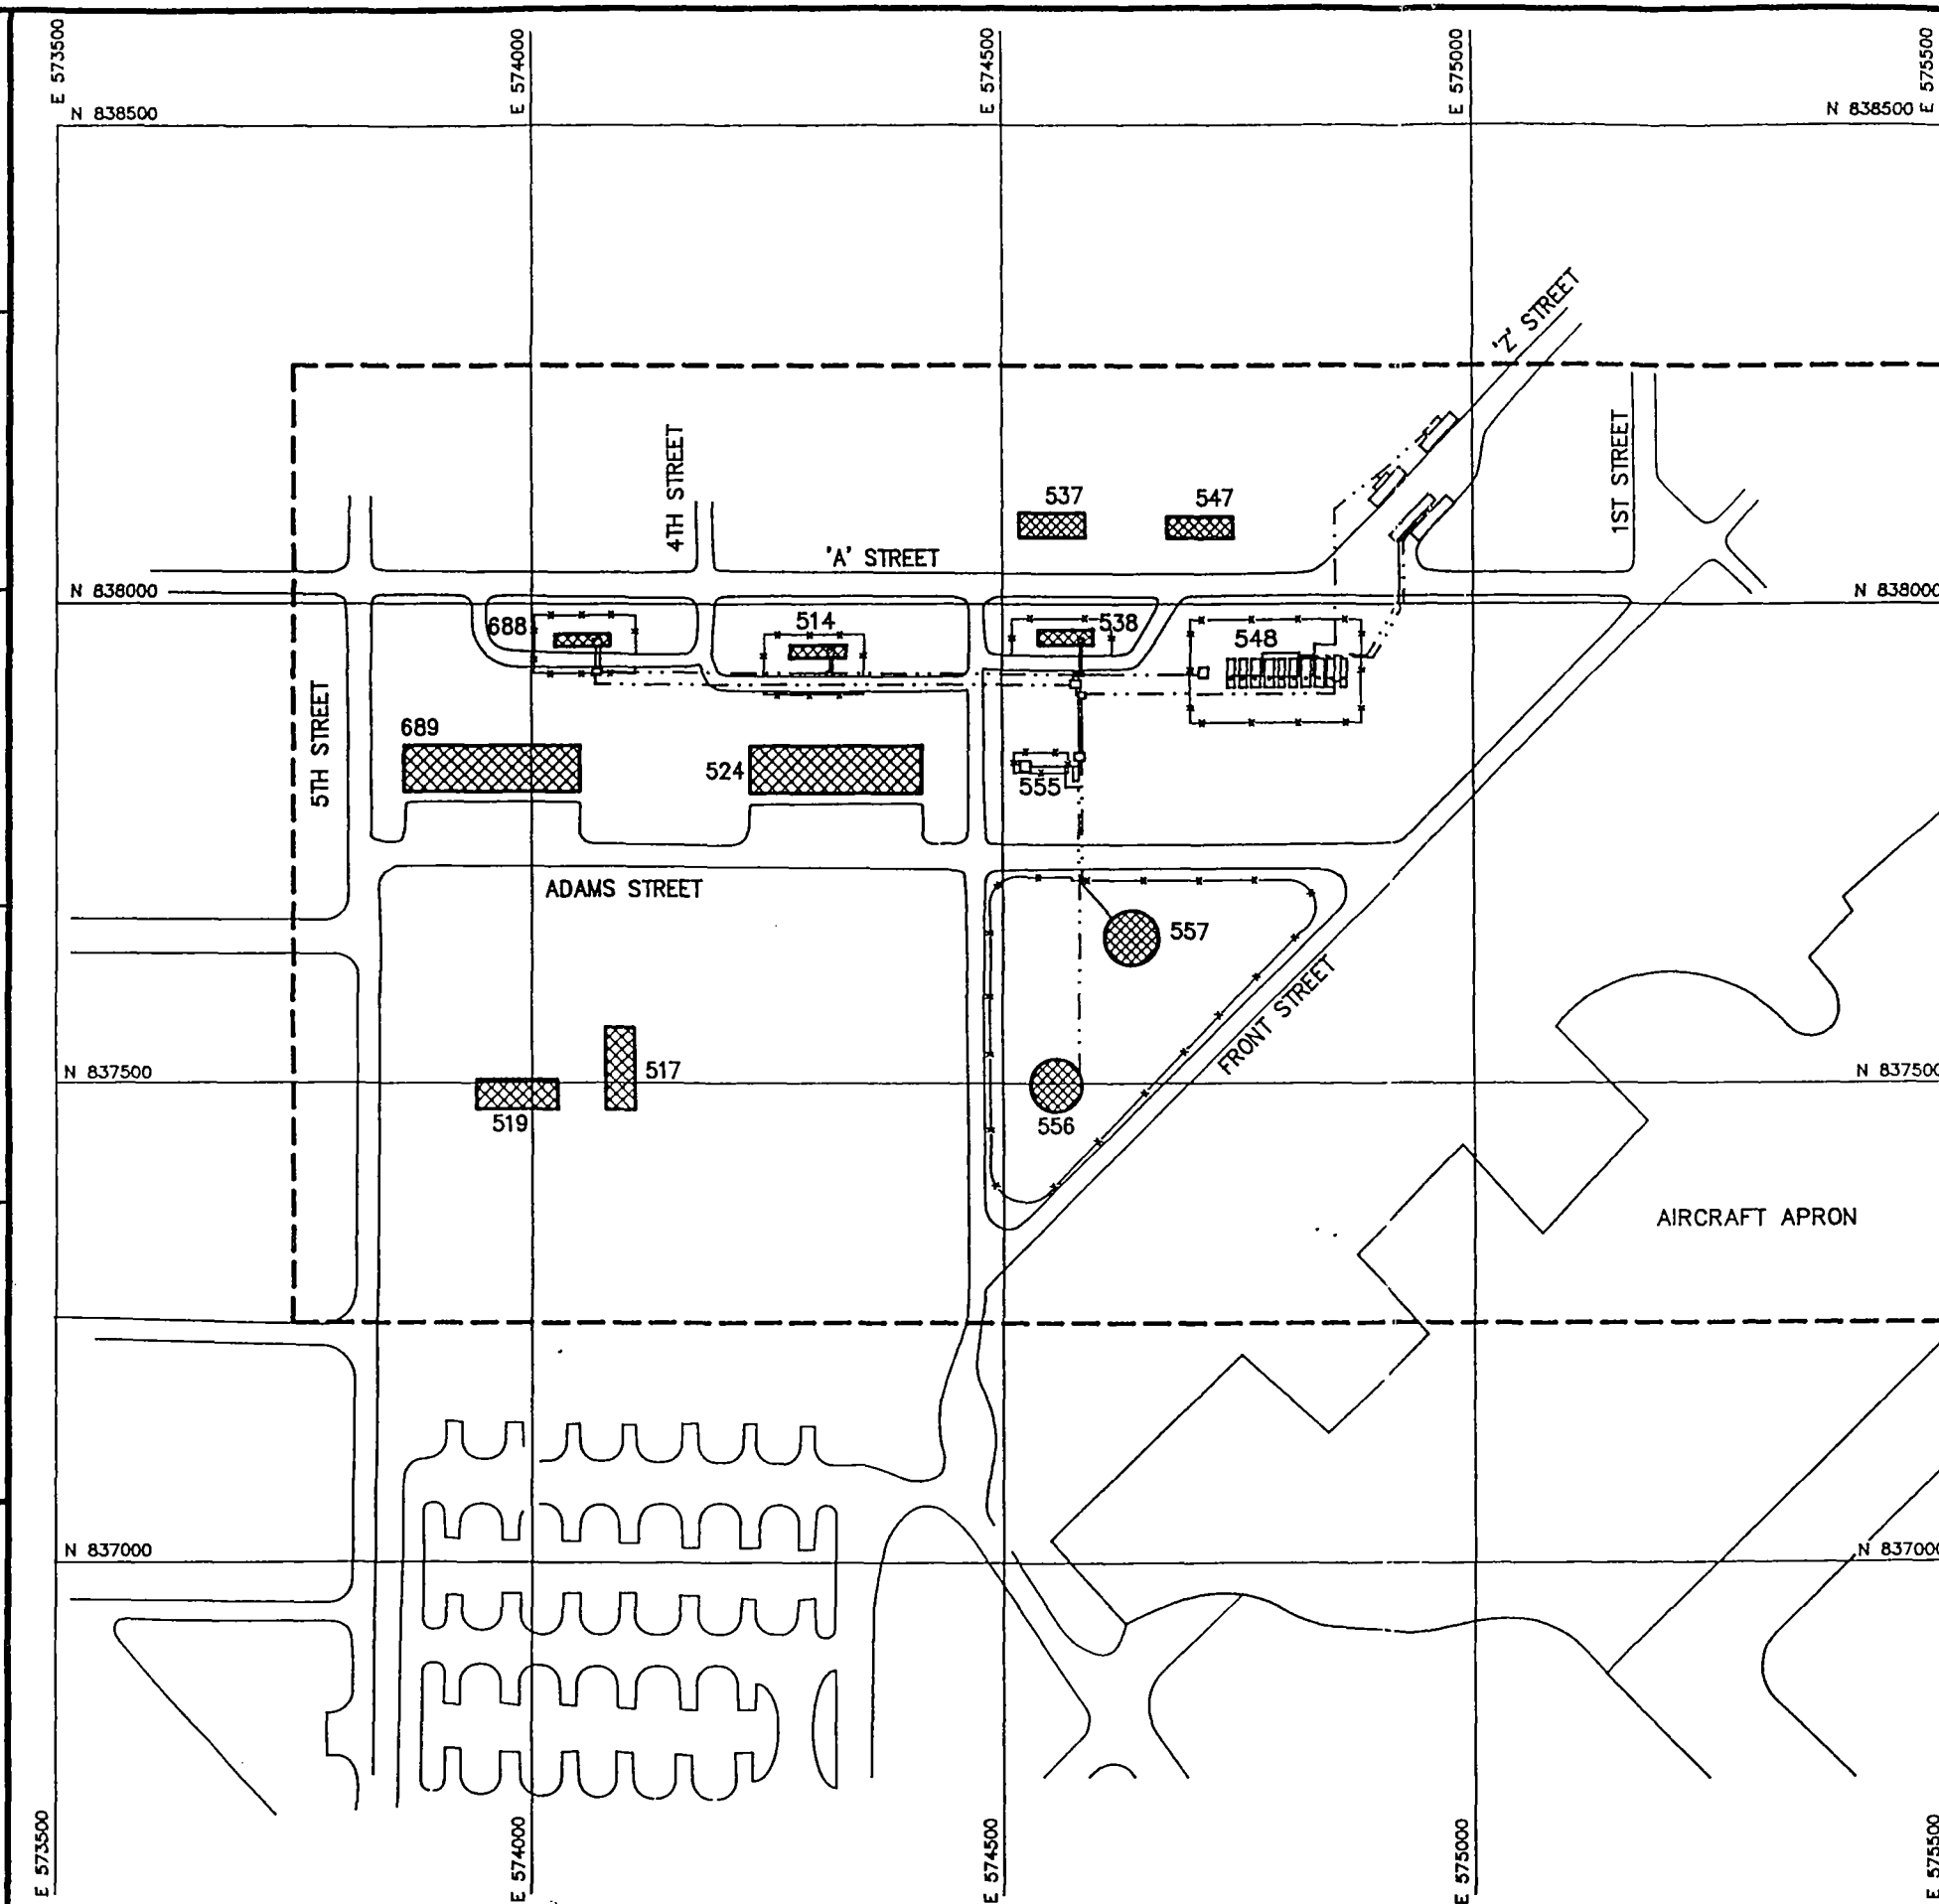 E 573500
E 574000
E 574500
E 575000
E 575500
N 838500
N 838500
'Z' STREET
4TH STREET
1ST STREET
537
547
'A' STREET
N 838000
N 838000
688
514
538
548
5TH STREET
689
524
555
ADAMS STREET
557
FRONT STREET
N 837500
N 837500
517
519
556
AIRCRAFT APRON
N 837000
N 837000
E 573500
E 574000
E 574500
E 575000
E 575500